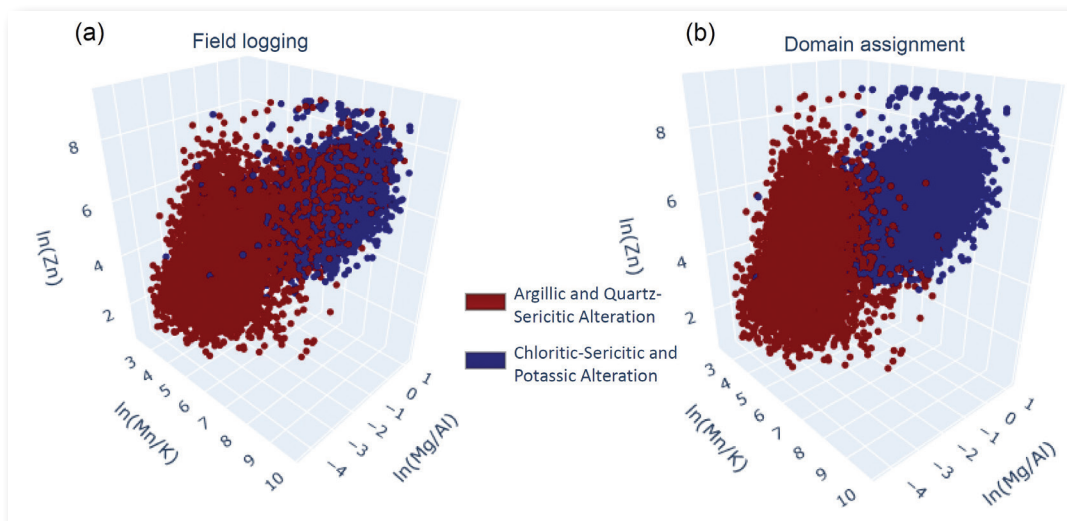 (a)
Field logging
8
6
4
2
ln(Zn)
3
4
5
6
7
8
9
10
ln(Mn/K)
−4
−3
−2
−1
0
1
ln(Mg/Al)
Argillic and Quartz-
Sericitic Alteration
Chloritic-Sericitic and
Potassic Alteration
(b)
Domain assignment
8
6
4
2
ln(Zn)
3
4
5
6
7
8
9
10
ln(Mn/K)
−4
−3
−2
−1
0
1
ln(Mg/Al)